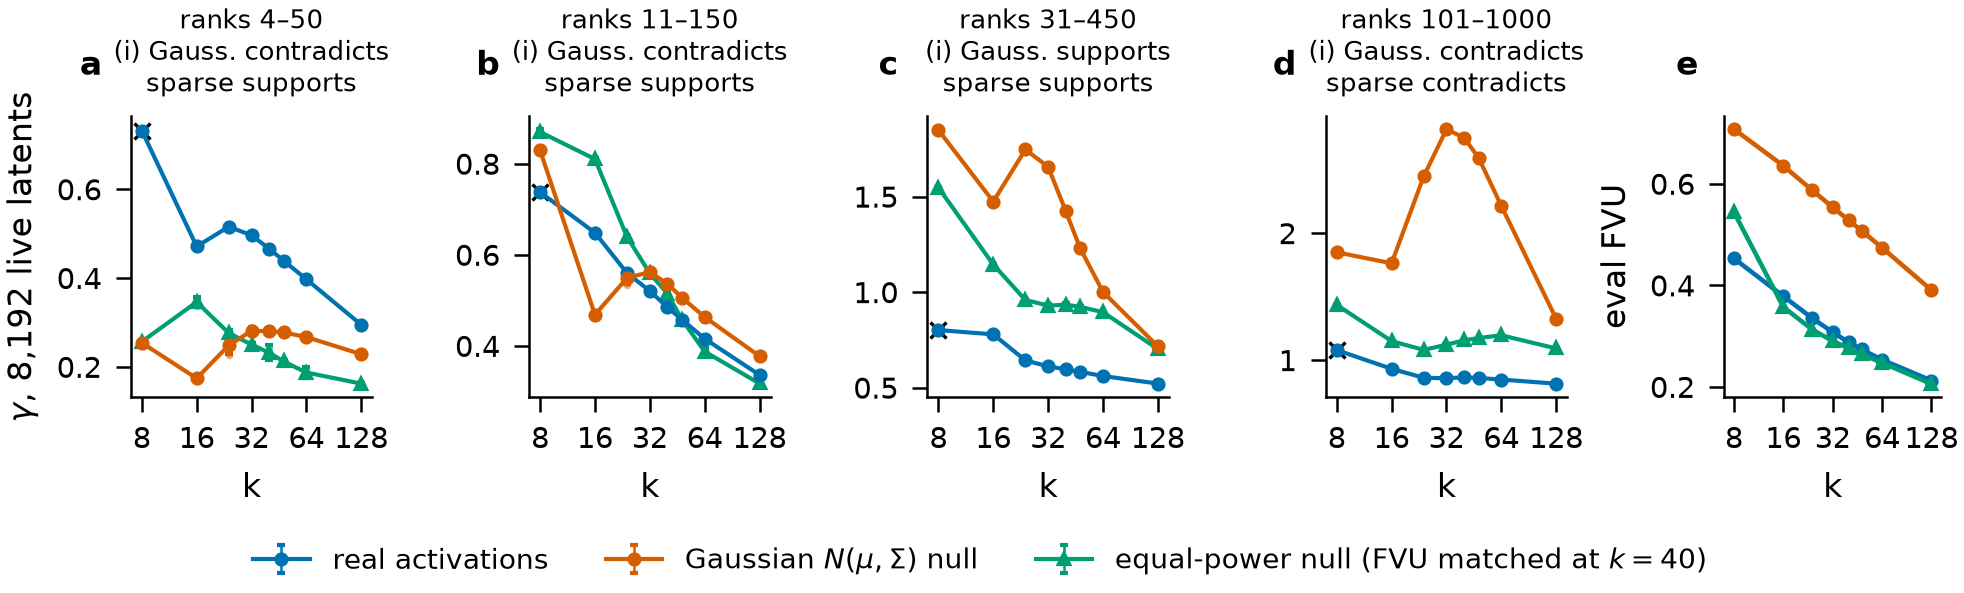 ranks 4–50
(i) Gauss. contradicts
sparse supports
a
ranks 11–150
(i) Gauss. contradicts
sparse supports
b
ranks 31–450
(i) Gauss. supports
sparse supports
c
ranks 101–1000
(i) Gauss. contradicts
sparse contradicts
d
e
γ, 8,192 live latents
0.6
0.4
0.2
8 16 32 64 128
k
0.8
0.6
0.4
8 16 32 64 128
k
1.5
1.0
0.5
8 16 32 64 128
k
2
1
8 16 32 64 128
k
eval FVU
0.6
0.4
0.2
8 16 32 64 128
k
real activations
Gaussian N(μ, Σ) null
equal-power null (FVU matched at k = 40)